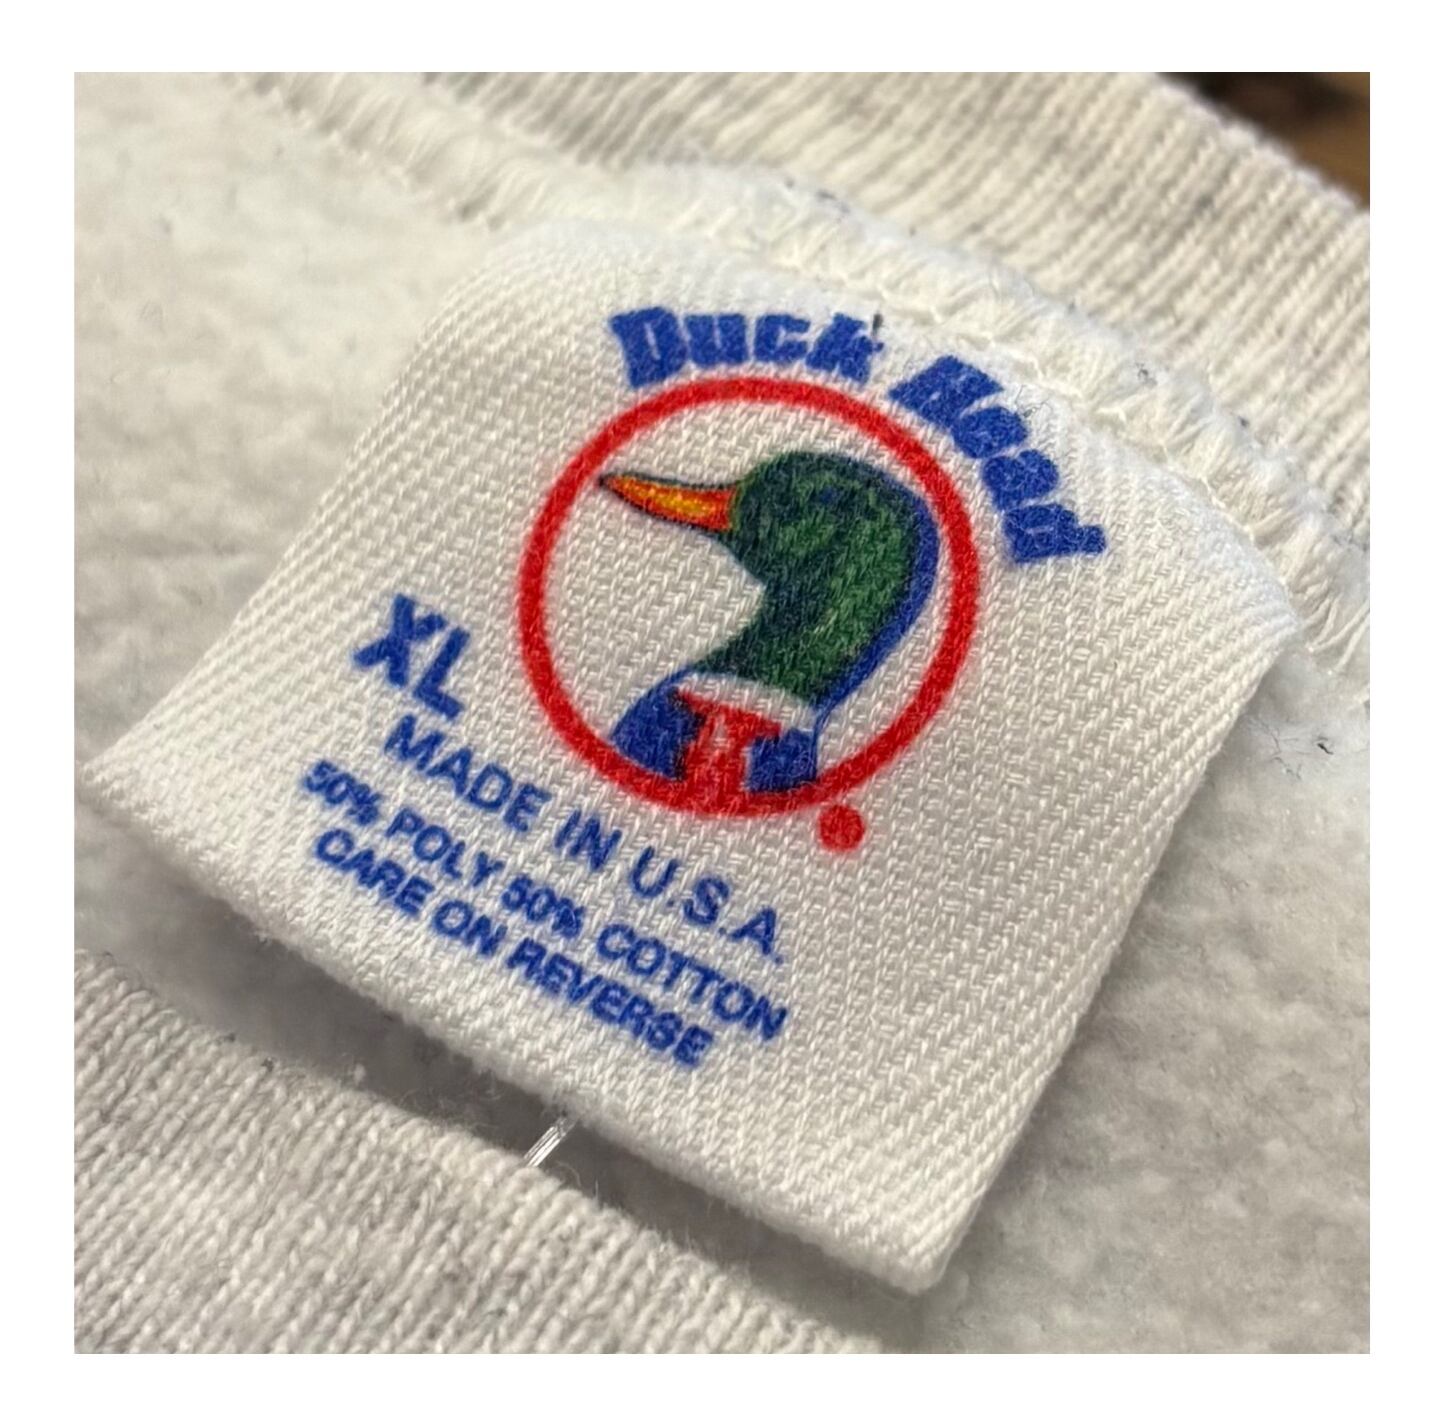 Duck Head
XL
MADE IN U.S.A.
50% POLY 50% COTTON
CARE ON REVERSE